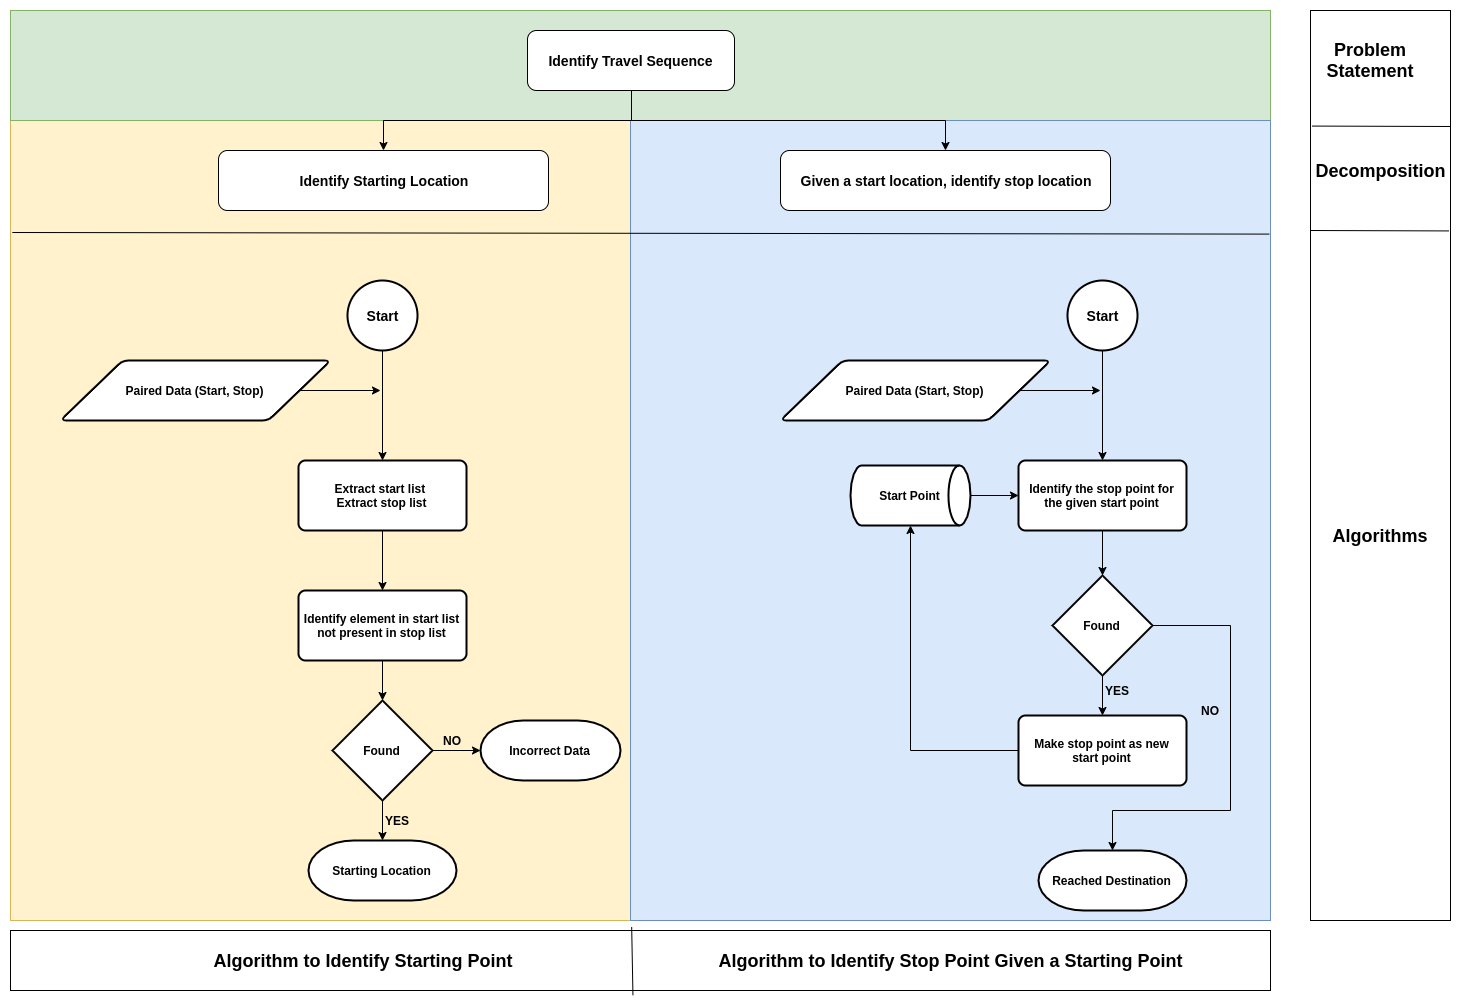 Identify Travel Sequence
Problem
Statement
Identify Starting Location
Given a start location, identify stop location
Decomposition
Start
Paired Data (Start, Stop)
Extract start list
Extract stop list
Identify element in start list
not present in stop list
Found
NO
Incorrect Data
YES
Starting Location
Start
Paired Data (Start, Stop)
Start Point
Identify the stop point for
the given start point
Found
YES
NO
Make stop point as new
start point
Reached Destination
Algorithms
Algorithm to Identify Starting Point
Algorithm to Identify Stop Point Given a Starting Point